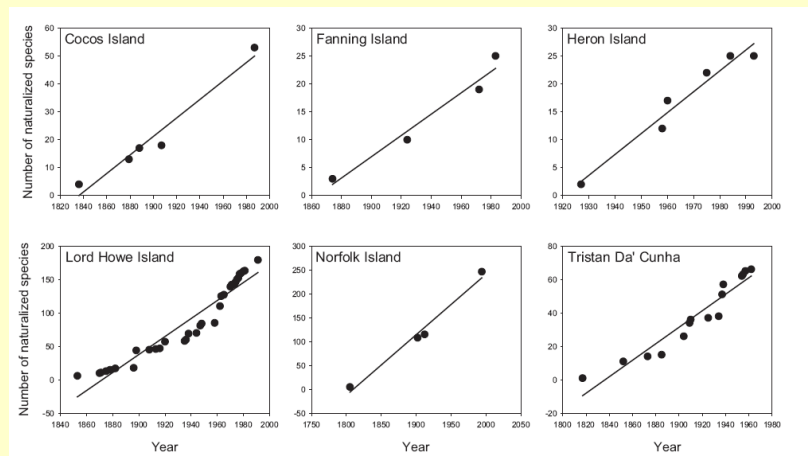 Cocos Island
Fanning Island
Heron Island
Number of naturalized species
60
50
40
30
20
10
0
1820 1840 1860 1880 1900 1920 1940 1960 1980 2000
30
25
20
15
10
5
0
1860 1880 1900 1920 1940 1960 1980 2000
30
25
20
15
10
5
0
1920 1930 1940 1950 1960 1970 1980 1990 2000
Lord Howe Island
Norfolk Island
Tristan Da' Cunha
Number of naturalized species
200
150
100
50
0
-50
1840 1860 1880 1900 1920 1940 1960 1980 2000
300
250
200
150
100
50
0
-50
1750 1800 1850 1900 1950 2000 2050
80
60
40
20
0
-20
1800 1820 1840 1860 1880 1900 1920 1940 1960 1980
Year
Year
Year